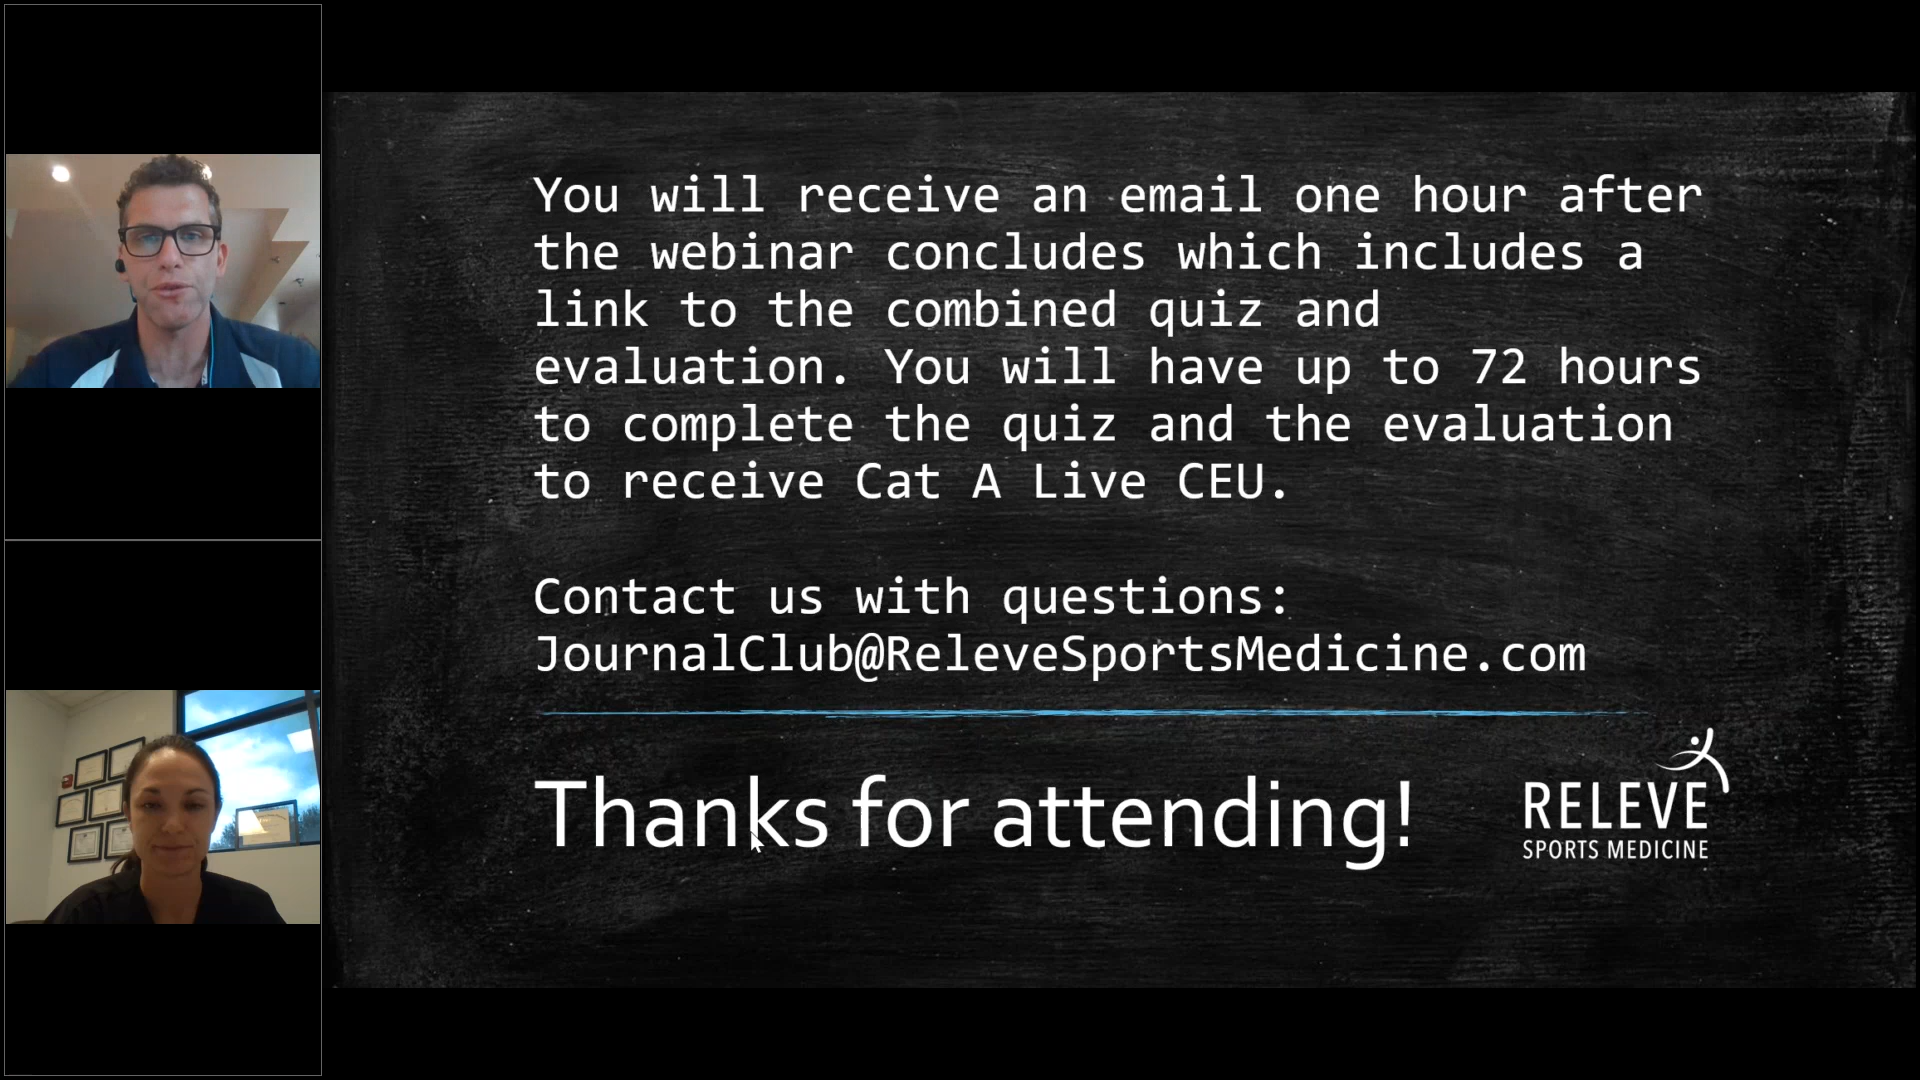 You will receive an email one hour after
the webinar concludes which includes a
link to the combined quiz and
evaluation. You will have up to 72 hours
to complete the quiz and the evaluation
to receive Cat A Live CEU.
Contact us with questions:
JournalClub@ReleveSportsMedicine.com
Thanks for attending!
RELEVE
SPORTS MEDICINE